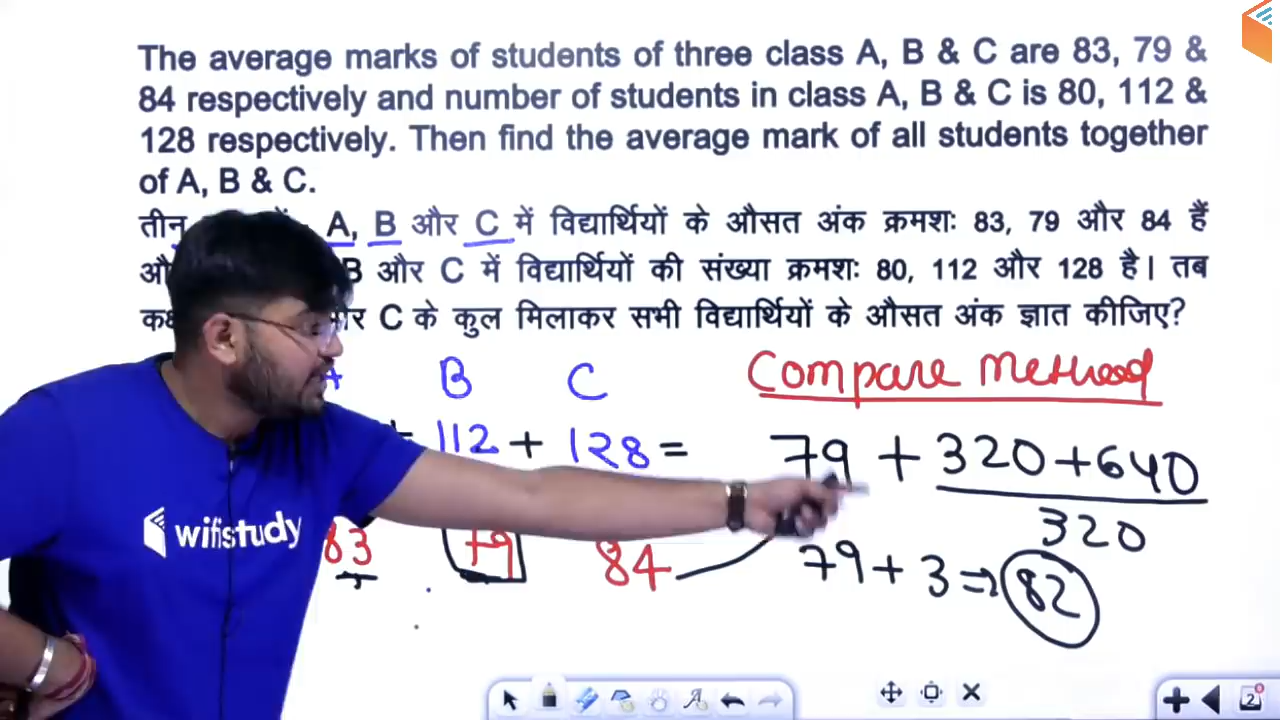 The average marks of students of three class A, B & C are 83, 79 &
84 respectively and number of students in class A, B & C is 80, 112 &
128 respectively. Then find the average mark of all students together
of A, B & C.
तीन A, B और C में विद्यार्थियों के औसत अंक क्रमशः 83, 79 और 84 हैं
B और C में विद्यार्थियों की संख्या क्रमशः 80, 112 और 128 है। तब
C के कुल मिलाकर सभी विद्यार्थियों के औसत अंक ज्ञात कीजिए?
B C Compare Method
+ 112 + 128 = 79 + 320 + 640
320
83 79 84 79 + 3 => 82
wifistudy
2